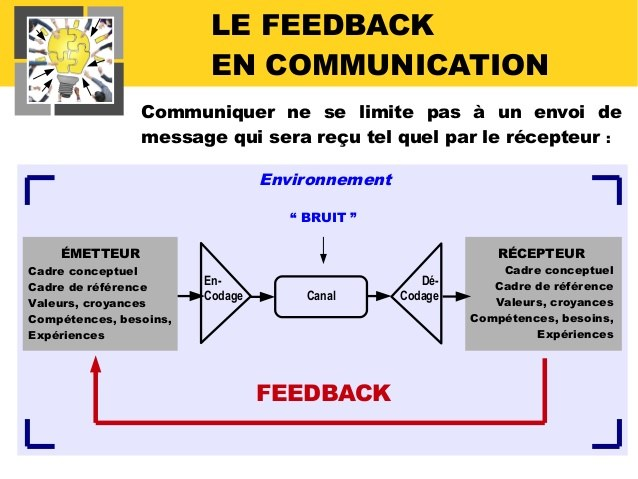 LE FEEDBACK
EN COMMUNICATION
Communiquer ne se limite pas à un envoi de
message qui sera reçu tel quel par le récepteur :
Environnement
“ BRUIT ”
ÉMETTEUR
Cadre conceptuel
Cadre de référence
Valeurs, croyances
Compétences, besoins,
Expériences
En-
Codage
Canal
Dé-
Codage
RÉCEPTEUR
Cadre conceptuel
Cadre de référence
Valeurs, croyances
Compétences, besoins,
Expériences
FEEDBACK